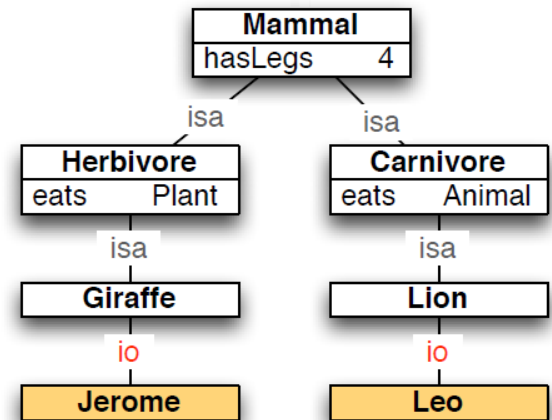 Mammal
hasLegs 4
isa isa
Herbivore Carnivore
eats Plant eats Animal
isa isa
Giraffe Lion
io io
Jerome Leo